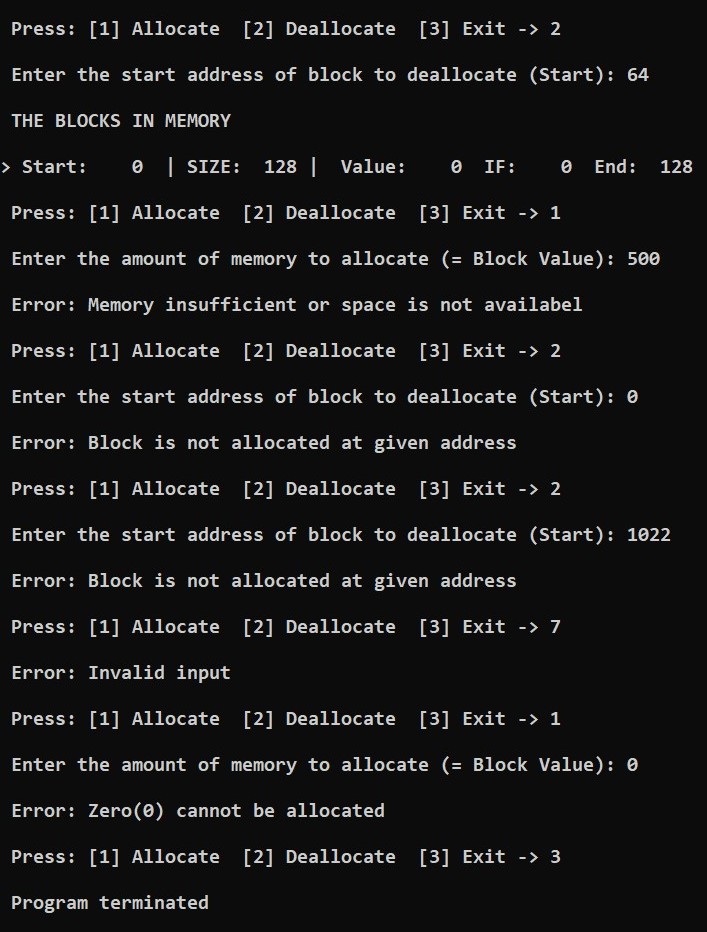 Press: [1] Allocate  [2] Deallocate  [3] Exit -> 2
Enter the start address of block to deallocate (Start): 64
THE BLOCKS IN MEMORY
> Start:    0  | SIZE:  128 |  Value:    0  IF:    0  End:  128
Press: [1] Allocate  [2] Deallocate  [3] Exit -> 1
Enter the amount of memory to allocate (= Block Value): 500
Error: Memory insufficient or space is not availabel
Press: [1] Allocate  [2] Deallocate  [3] Exit -> 2
Enter the start address of block to deallocate (Start): 0
Error: Block is not allocated at given address
Press: [1] Allocate  [2] Deallocate  [3] Exit -> 2
Enter the start address of block to deallocate (Start): 1022
Error: Block is not allocated at given address
Press: [1] Allocate  [2] Deallocate  [3] Exit -> 7
Error: Invalid input
Press: [1] Allocate  [2] Deallocate  [3] Exit -> 1
Enter the amount of memory to allocate (= Block Value): 0
Error: Zero(0) cannot be allocated
Press: [1] Allocate  [2] Deallocate  [3] Exit -> 3
Program terminated